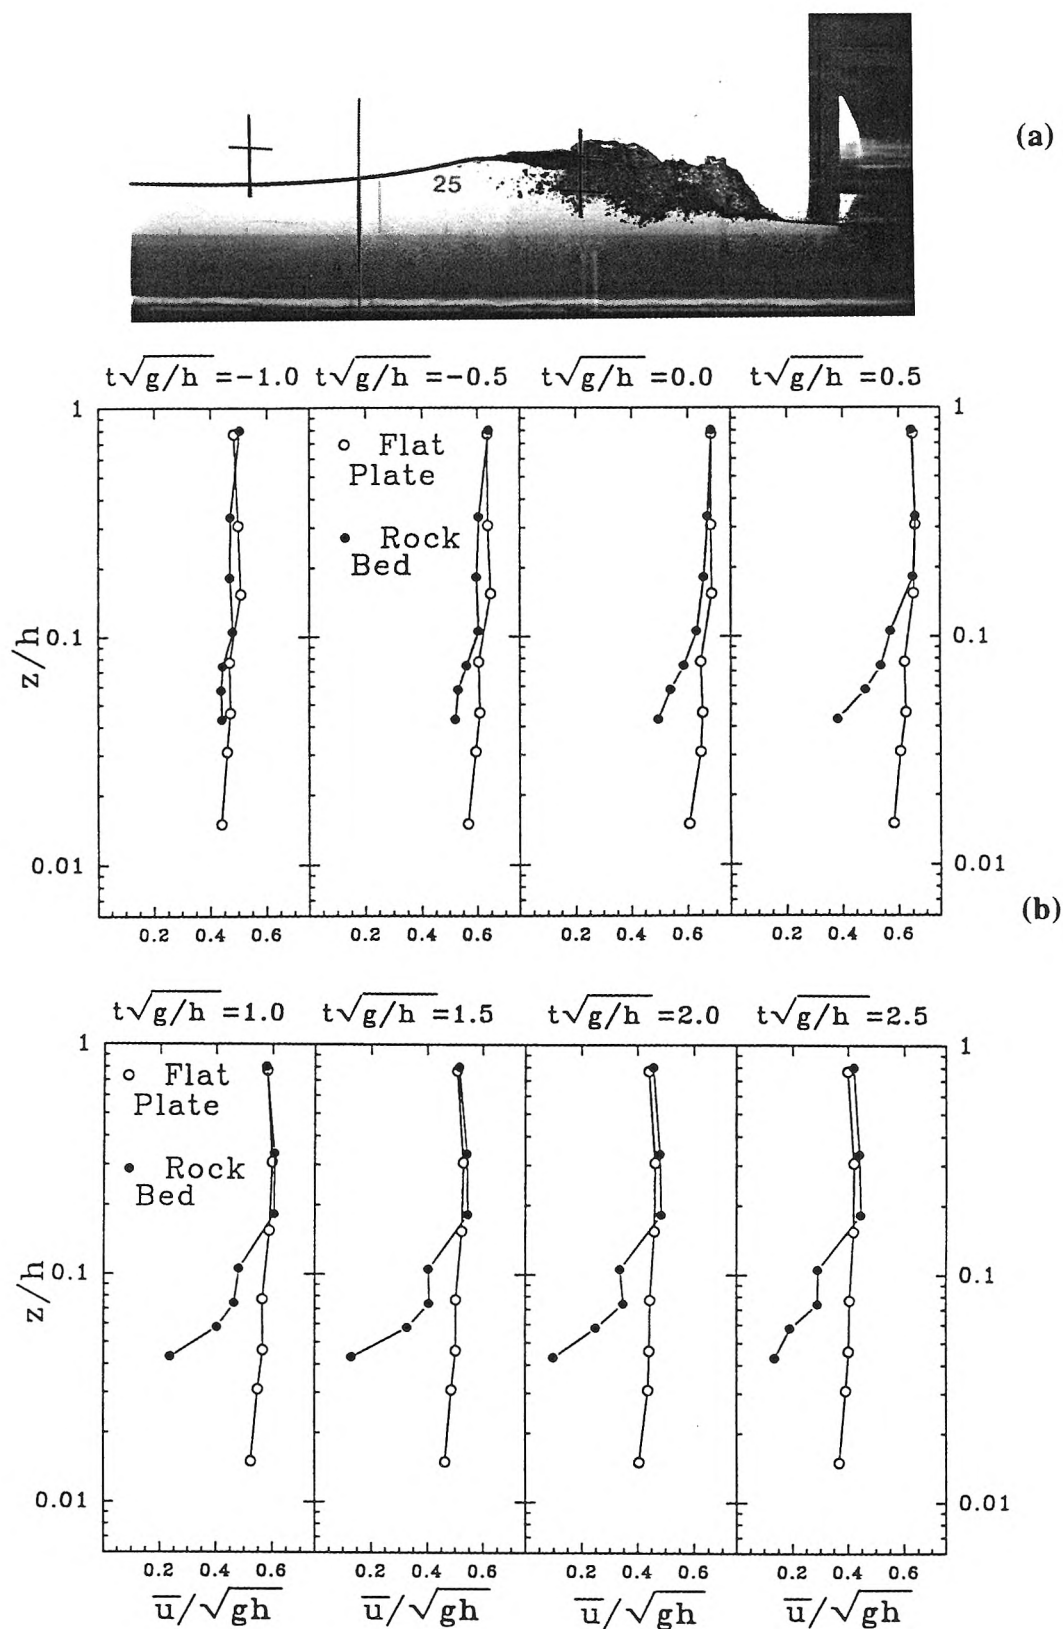 (a)
25
t√g/h =-1.0 t√g/h =-0.5 t√g/h =0.0 t√g/h =0.5
1 1
Flat
Plate
Rock
Bed
0.1 0.1
z/h
0.01 0.01
(b)
0.2 0.4 0.6 0.2 0.4 0.6 0.2 0.4 0.6 0.2 0.4 0.6
t√g/h =1.0 t√g/h =1.5 t√g/h =2.0 t√g/h =2.5
1 1
Flat
Plate
Rock
Bed
0.1 0.1
z/h
0.01 0.01
0.2 0.4 0.6 0.2 0.4 0.6 0.2 0.4 0.6 0.2 0.4 0.6
u̅/√gh u̅/√gh u̅/√gh u̅/√gh